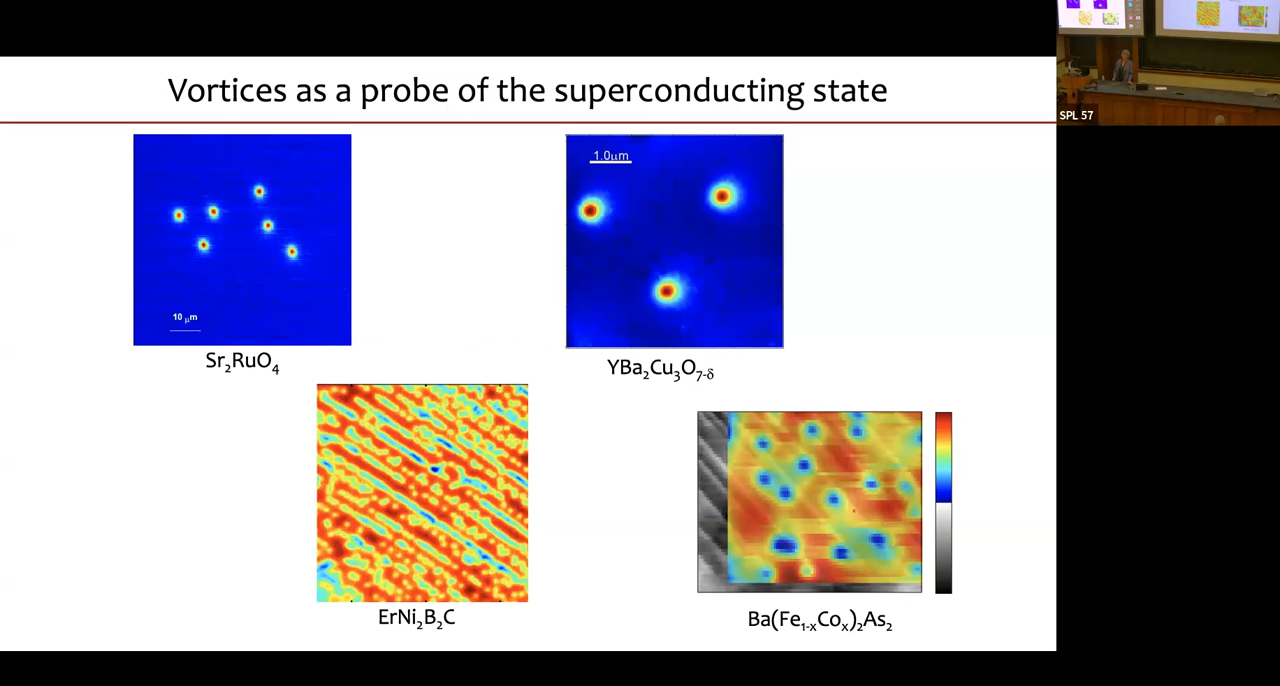 Vortices as a probe of the superconducting state
1.0μm
10 μm
Sr₂RuO₄
YBa₂Cu₃O₇₋δ
ErNi₂B₂C
Ba(Fe₁₋ₓCoₓ)₂As₂
SPL 57